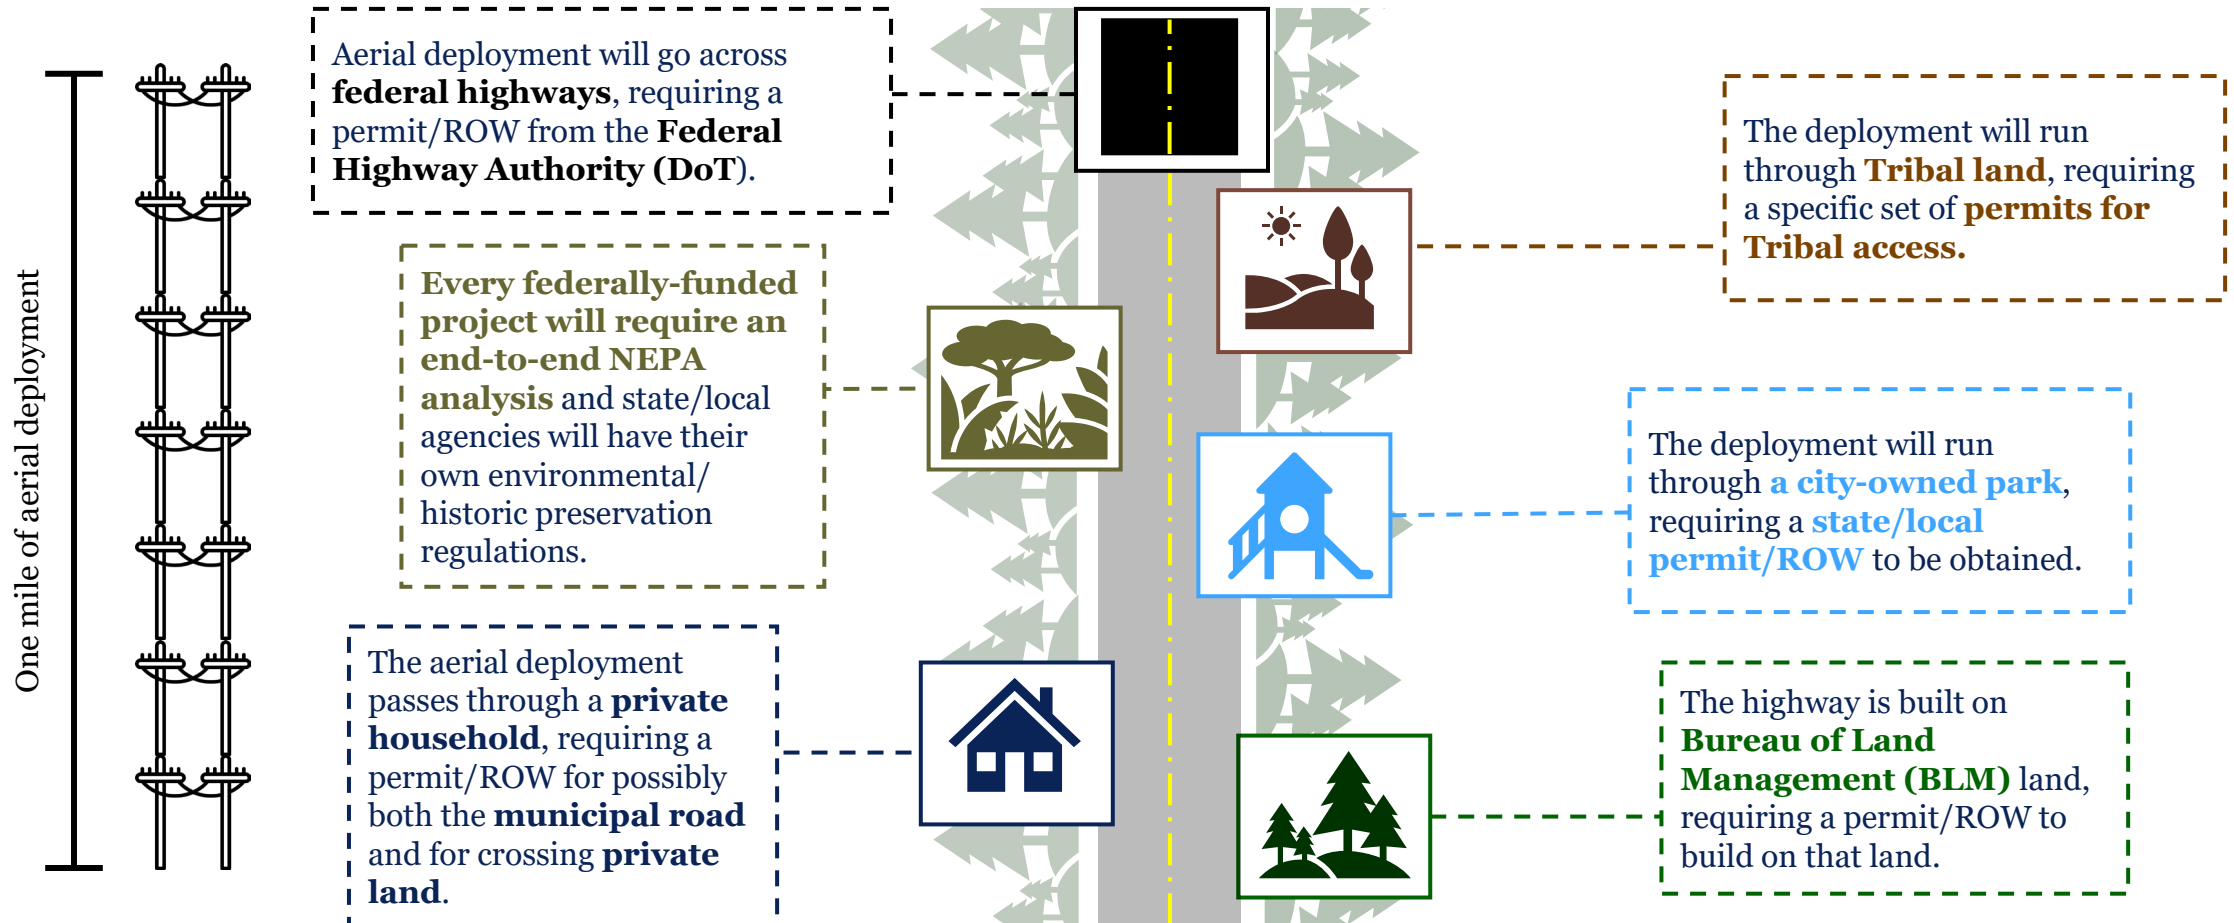 One mile of aerial deployment
Aerial deployment will go across
federal highways, requiring a
permit/ROW from the Federal
Highway Authority (DoT).
Every federally-funded
project will require an
end-to-end NEPA
analysis and state/local
agencies will have their
own environmental/
historic preservation
regulations.
The aerial deployment
passes through a private
household, requiring a
permit/ROW for possibly
both the municipal road
and for crossing private
land.
The deployment will run
through Tribal land, requiring
a specific set of permits for
Tribal access.
The deployment will run
through a city-owned park,
requiring a state/local
permit/ROW to be obtained.
The highway is built on
Bureau of Land
Management (BLM) land,
requiring a permit/ROW to
build on that land.